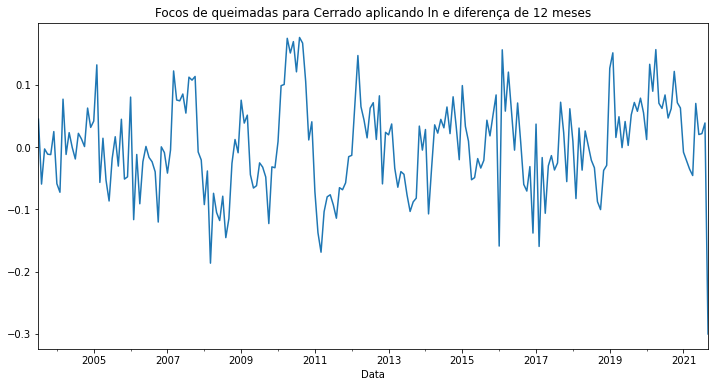 Focos de queimadas para Cerrado aplicando ln e diferença de 12 meses
0.1
0.0
−0.1
−0.2
−0.3
2005 2007 2009 2011 2013 2015 2017 2019 2021
Data